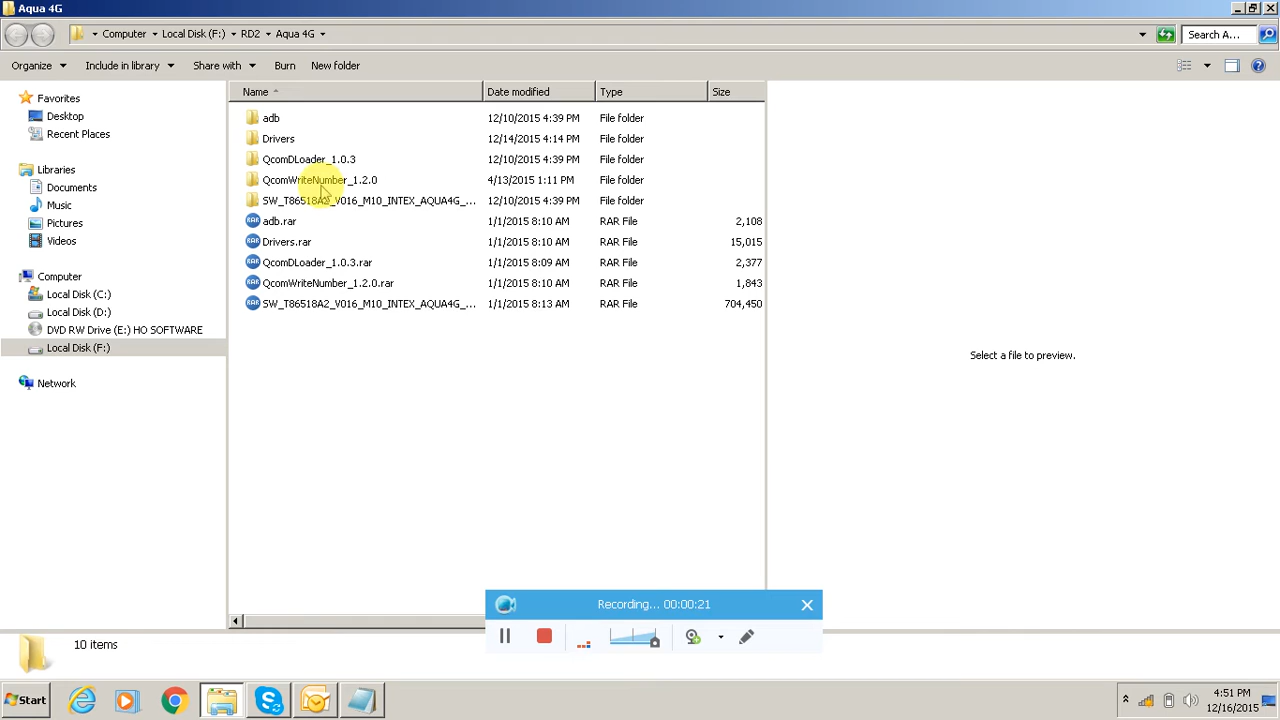 Aqua 4G
Computer Local Disk (F:) RD2 Aqua 4G
Search A...
Organize Include in library Share with Burn New folder
Name Date modified Type Size
Favorites
Desktop
Recent Places
Libraries
Documents
Music
Pictures
Videos
Computer
Local Disk (C:)
Local Disk (D:)
DVD RW Drive (E:) HO SOFTWARE
Local Disk (F:)
Network
adb 12/10/2015 4:39 PM File folder
Drivers 12/14/2015 4:14 PM File folder
QcomDLoader_1.0.3 12/10/2015 4:39 PM File folder
QcomWriteNumber_1.2.0 4/13/2015 1:11 PM File folder
SW_T86518A2_V016_M10_INTEX_AQUA4G_... 12/10/2015 4:39 PM File folder
adb.rar 1/1/2015 8:10 AM RAR File 2,108
Drivers.rar 1/1/2015 8:10 AM RAR File 15,015
QcomDLoader_1.0.3.rar 1/1/2015 8:09 AM RAR File 2,377
QcomWriteNumber_1.2.0.rar 1/1/2015 8:10 AM RAR File 1,843
SW_T86518A2_V016_M10_INTEX_AQUA4G_... 1/1/2015 8:13 AM RAR File 704,450
Select a file to preview.
Recording... 00:00:21
10 items
Start
4:51 PM
12/16/2015